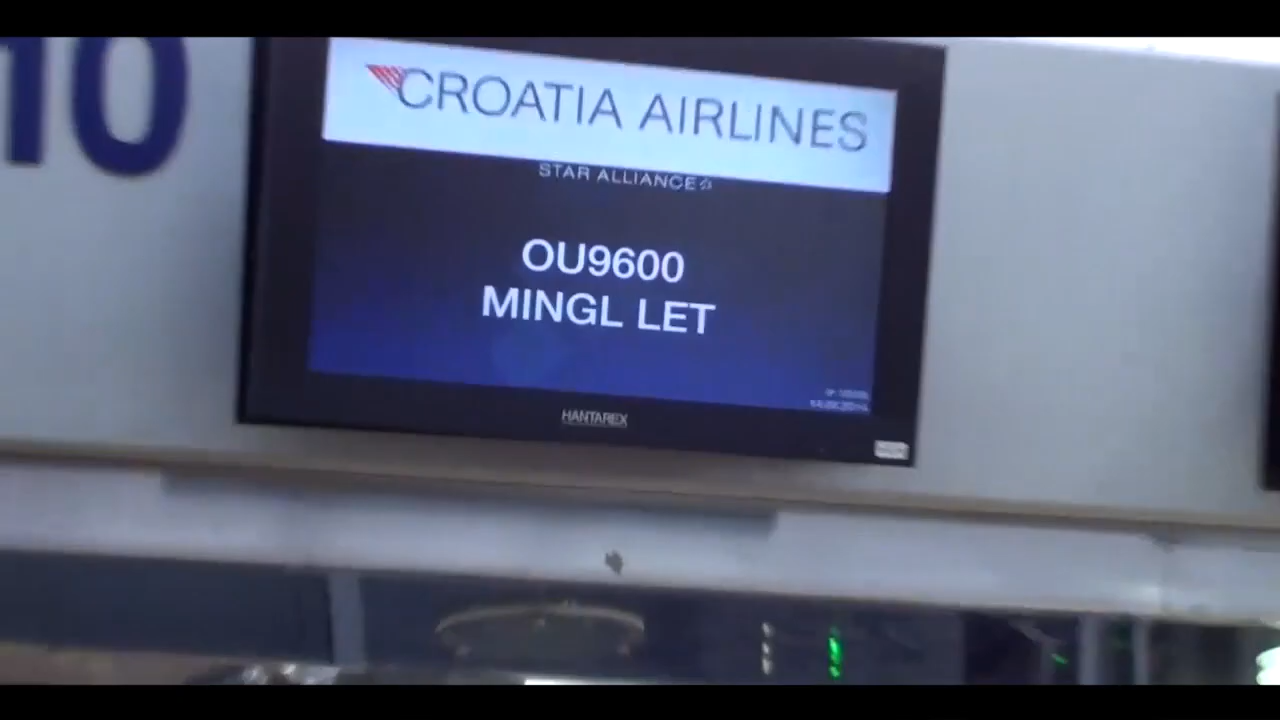 10
CROATIA AIRLINES
STAR ALLIANCE
OU9600
MINGL LET
HANTAREX